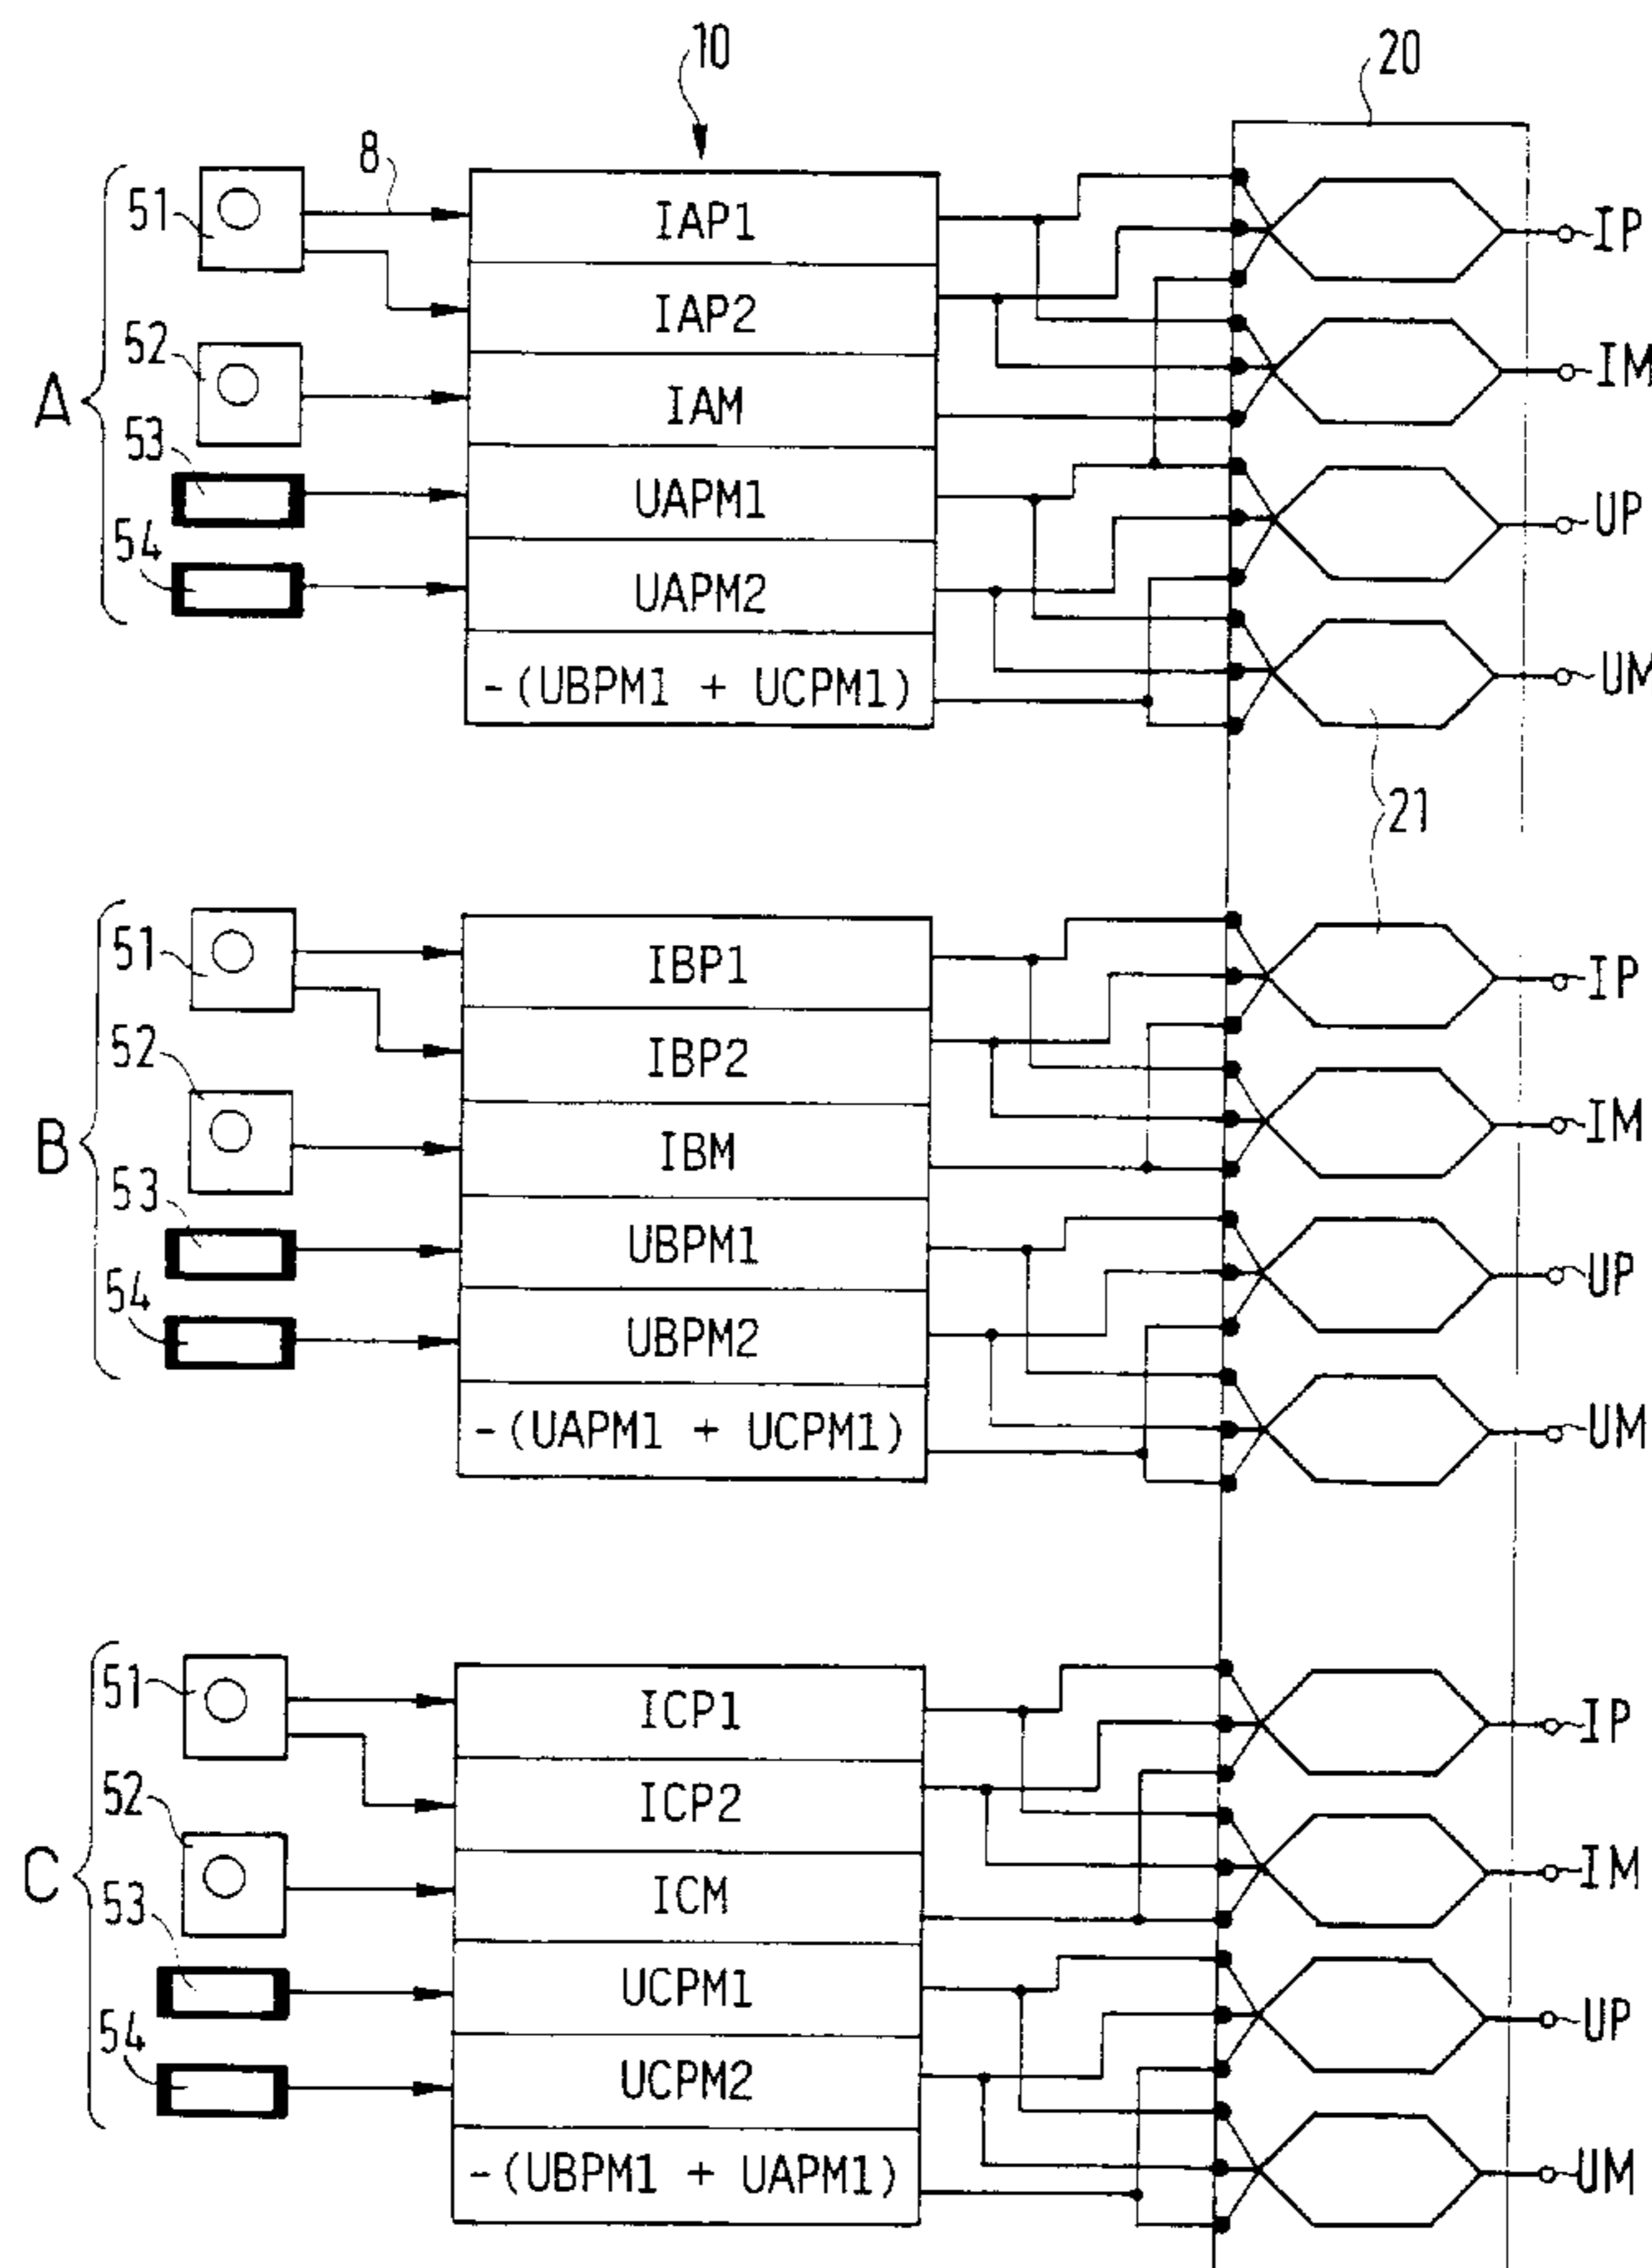 10
20
8
51
52
A
53
54
IAP1
IAP2
IAM
UAPM1
UAPM2
-(UBPM1 + UCPM1)
IP
IM
UP
UM
21
51
52
B
53
54
IBP1
IBP2
IBM
UBPM1
UBPM2
-(UAPM1 + UCPM1)
IP
IM
UP
UM
51
52
C
53
54
ICP1
ICP2
ICM
UCPM1
UCPM2
-(UBPM1 + UAPM1)
IP
IM
UP
UM